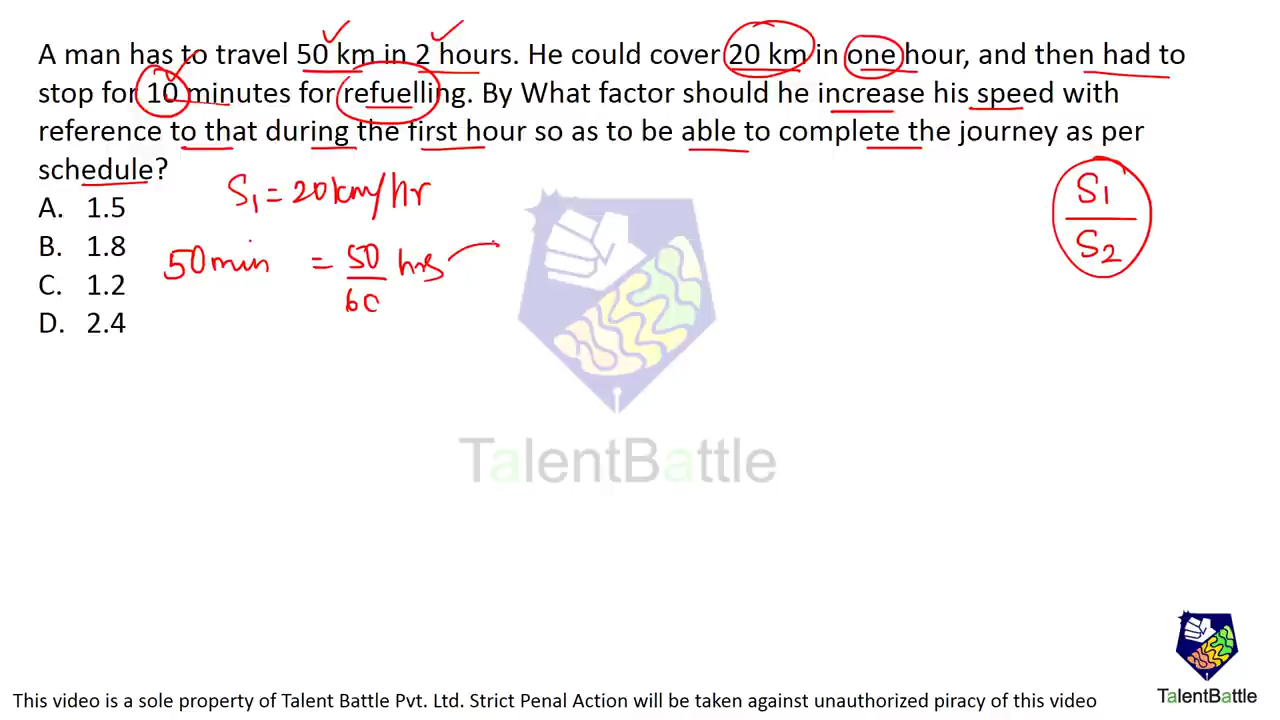 A man has to travel 50 km in 2 hours. He could cover 20 km in one hour, and then had to
stop for 10 minutes for refuelling. By What factor should he increase his speed with
reference to that during the first hour so as to be able to complete the journey as per
schedule?
A. 1.5
B. 1.8
C. 1.2
D. 2.4
S1 = 20km/hr
50min = 50/60 hrs
S1
S2
TalentBattle
TalentBattle
This video is a sole property of Talent Battle Pvt. Ltd. Strict Penal Action will be taken against unauthorized piracy of this video